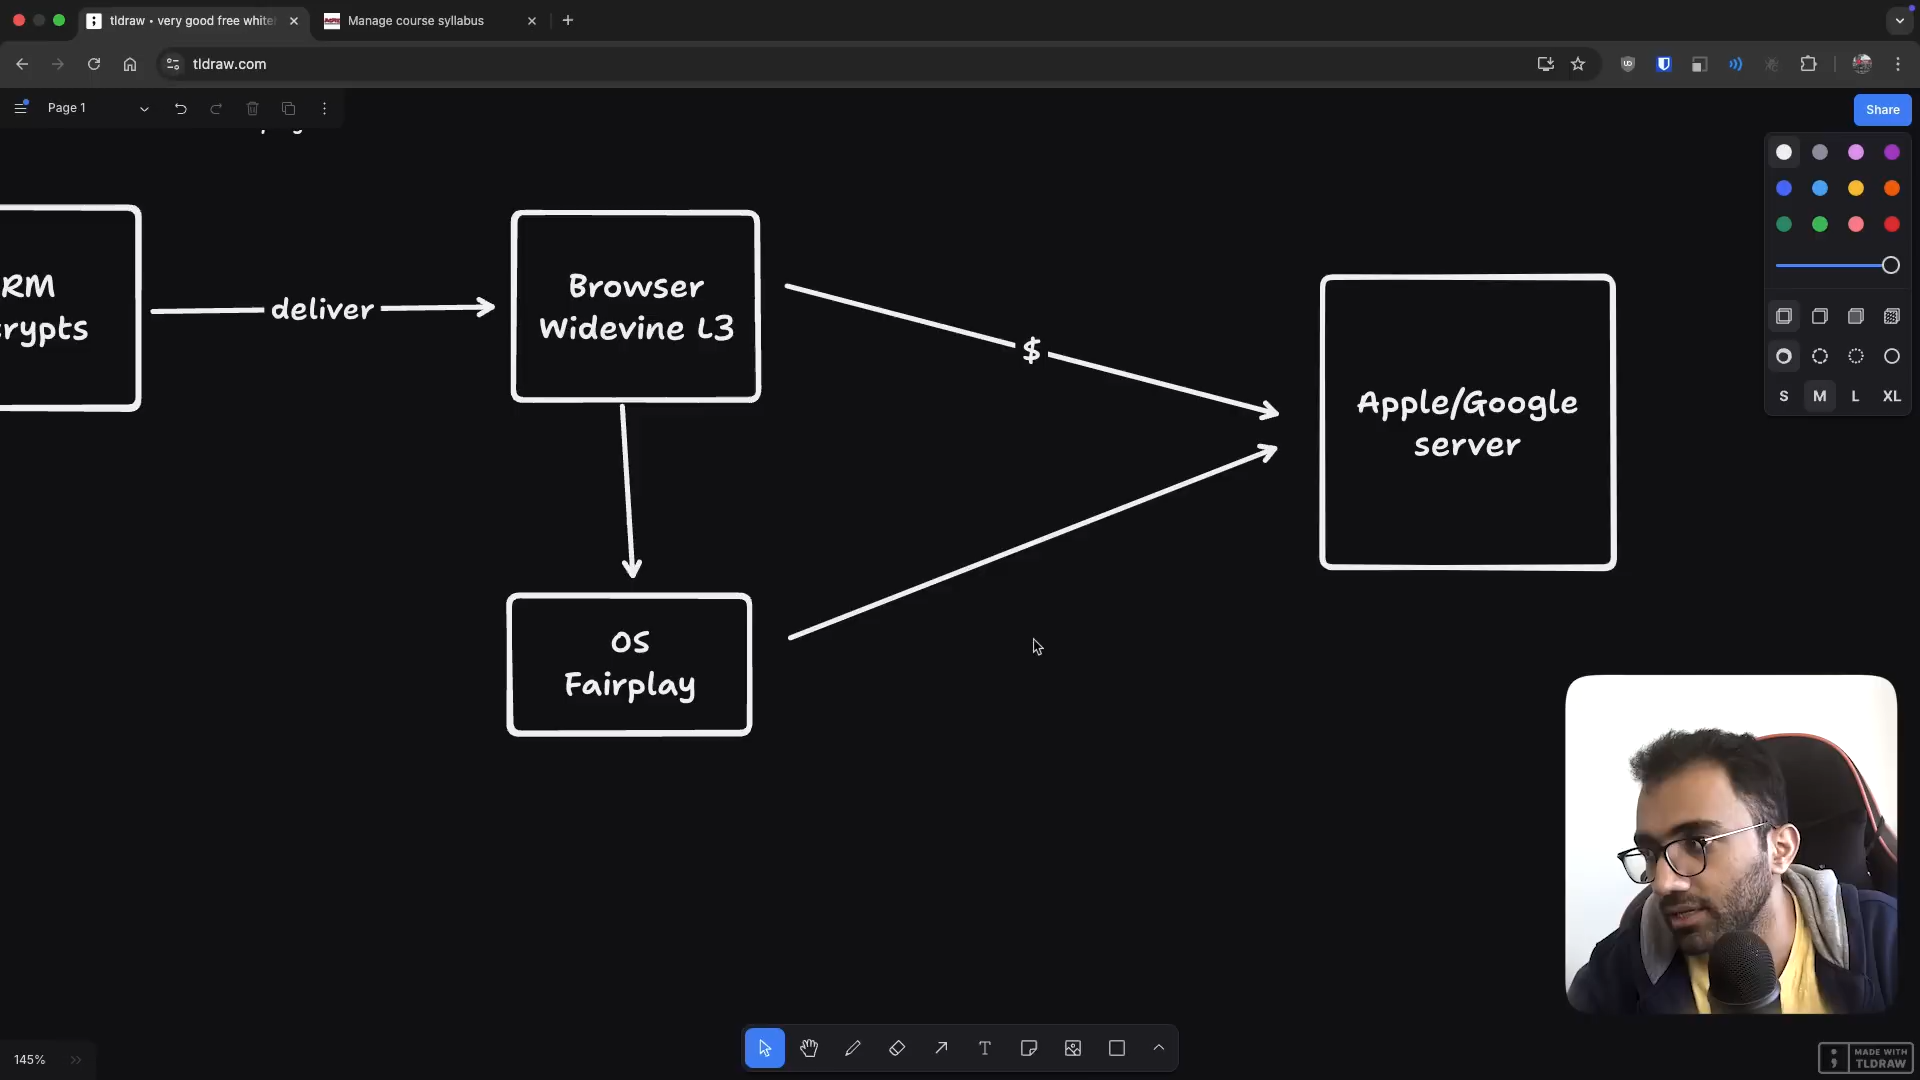 tldraw • very good free white
Manage course syllabus
tldraw.com
Page 1
Share
RM
crypts
deliver
Browser
Widevine L3
$
Apple/Google
server
OS
Fairplay
S M L XL
145%
MADE WITH
TLDRAW